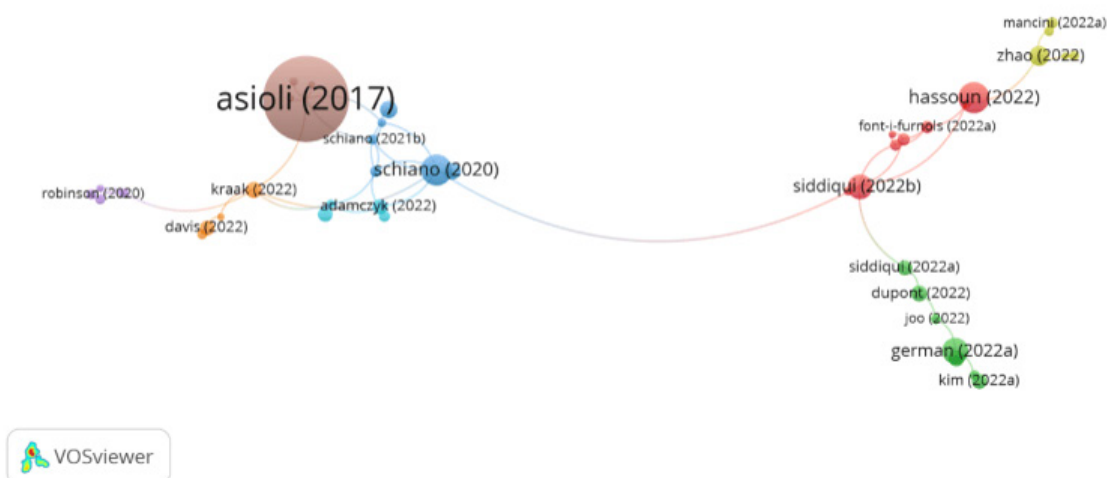 mancini (2022a)
zhao (2022)
asioli (2017)
hassoun (2022)
font-i-furnols (2022a)
schiano (2021b)
schiano (2020)
siddiqui (2022b)
robinson (2020)
kraak (2022)
adamczyk (2022)
davis (2022)
siddiqui (2022a)
dupont (2022)
joo (2022)
german (2022a)
kim (2022a)
VOSviewer